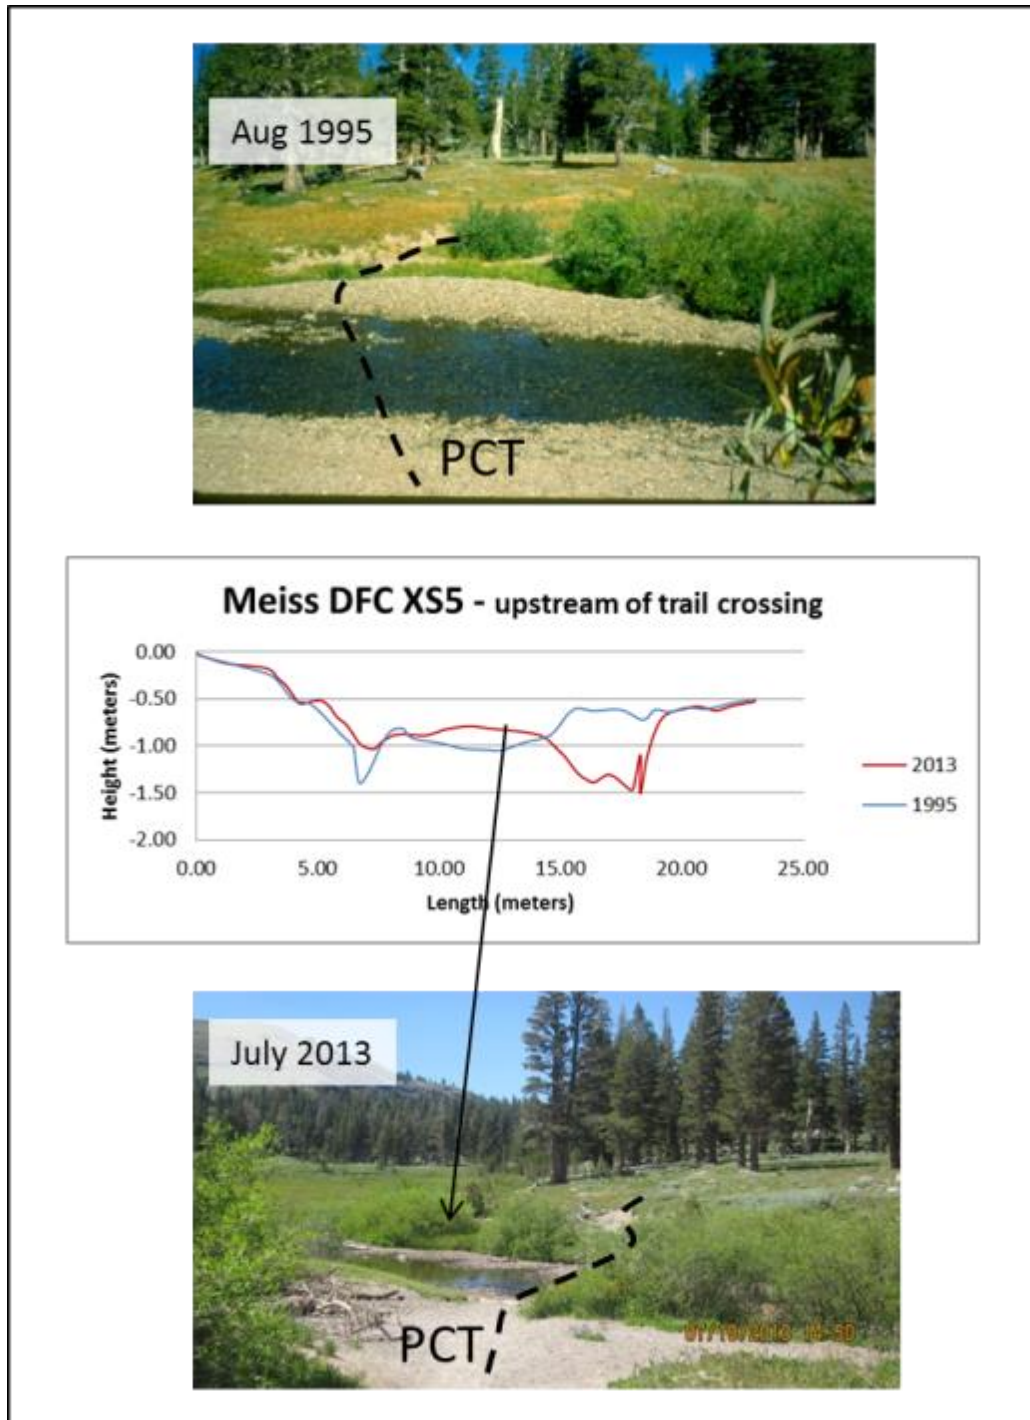 Aug 1995
PCT
Meiss DFC XS5 - upstream of trail crossing
Height (meters)
0.00
-0.50
-1.00
-1.50
-2.00
0.00 5.00 10.00 15.00 20.00 25.00
Length (meters)
2013
1995
July 2013
PCT